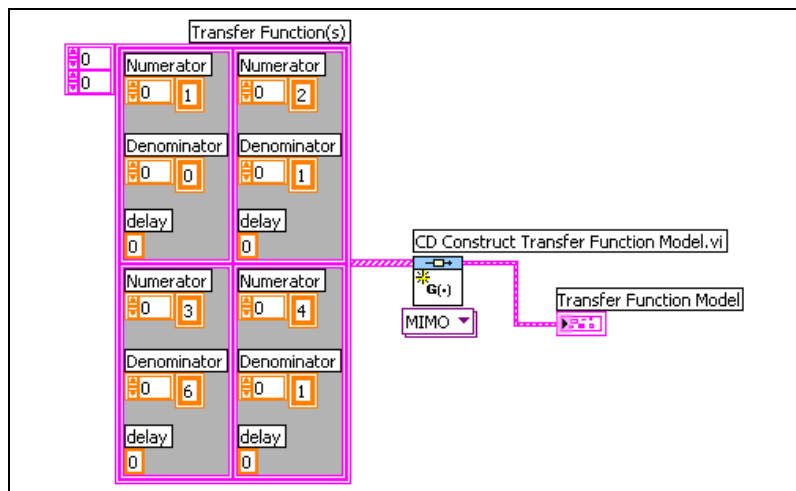 Transfer Function(s)
0
0
Numerator Numerator
0 1 0 2
Denominator Denominator
0 0 0 1
delay delay
0 0
CD Construct Transfer Function Model.vi
G(•)
MIMO
Transfer Function Model
Numerator Numerator
0 3 0 4
Denominator Denominator
0 6 0 1
delay delay
0 0